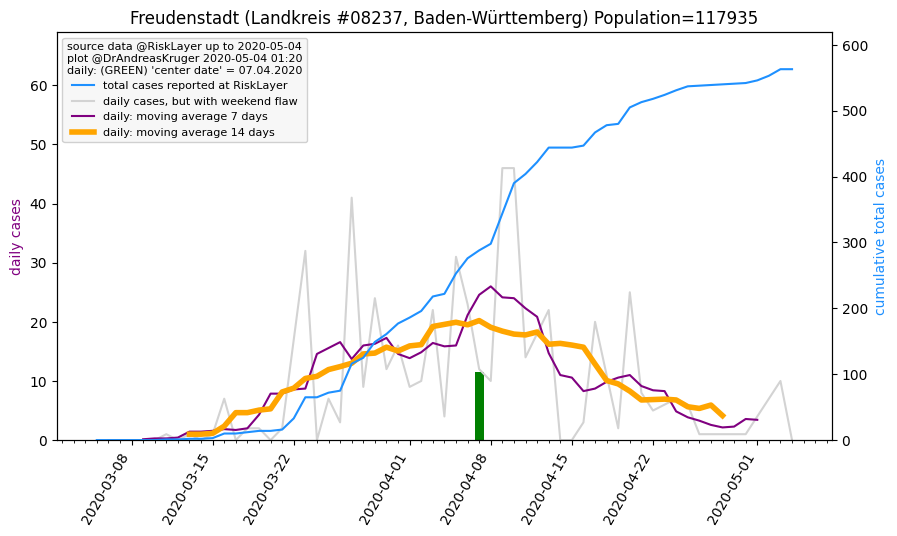 Freudenstadt (Landkreis #08237, Baden-Württemberg) Population=117935
source data @RiskLayer up to 2020-05-04
plot @DrAndreasKruger 2020-05-04 01:20
daily: (GREEN) 'center date' = 07.04.2020
total cases reported at RiskLayer
daily cases, but with weekend flaw
daily: moving average 7 days
daily: moving average 14 days
daily cases
60
50
40
30
20
10
0
cumulative total cases
600
500
400
300
200
100
0
2020-03-08
2020-03-15
2020-03-22
2020-04-01
2020-04-08
2020-04-15
2020-04-22
2020-05-01